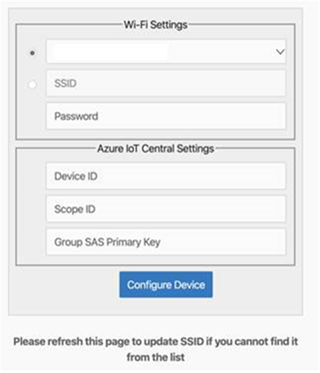 Wi-Fi Settings
SSID
Password
Azure IoT Central Settings
Device ID
Scope ID
Group SAS Primary Key
Configure Device
Please refresh this page to update SSID if you cannot find it
from the list